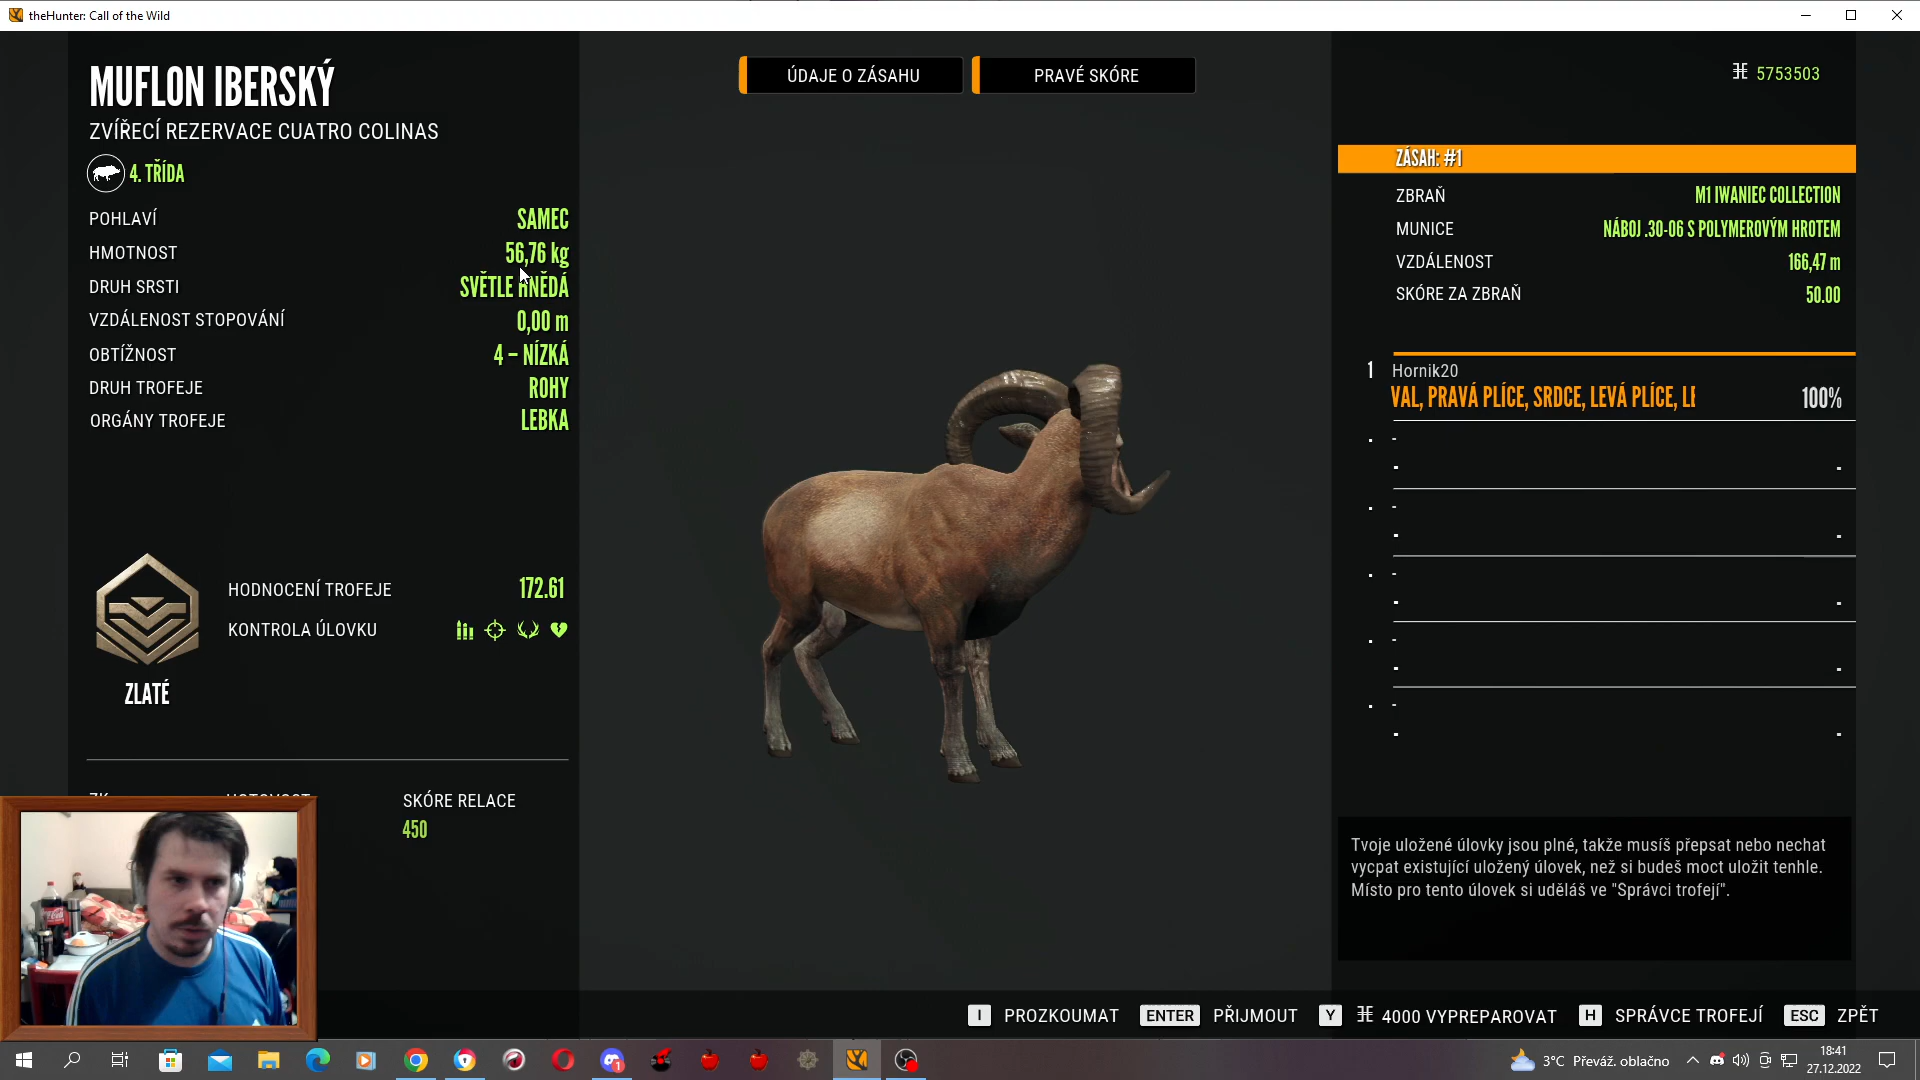 theHunter: Call of the Wild
MUFLON IBERSKÝ
ZVÍŘECÍ REZERVACE CUATRO COLINAS
4. TŘÍDA
POHLAVÍ SAMEC
HMOTNOST 56,76 kg
DRUH SRSTI SVĚTLE HNĚDÁ
VZDÁLENOST STOPOVÁNÍ 0,00 m
OBTÍŽNOST 4 – NÍZKÁ
DRUH TROFEJE ROHY
ORGÁNY TROFEJE LEBKA
HODNOCENÍ TROFEJE 172.61
KONTROLA ÚLOVKU
ZLATÉ
SKÓRE RELACE
450
ÚDAJE O ZÁSAHU PRAVÉ SKÓRE
5753503
ZÁSAH: #1
ZBRAŇ M1 IWANIEC COLLECTION
MUNICE NÁBOJ .30-06 S POLYMEROVÝM HROTEM
VZDÁLENOST 166,47 m
SKÓRE ZA ZBRAŇ 50.00
1 Hornik20
VAL, PRAVÁ PLÍCE, SRDCE, LEVÁ PLÍCE, LE 100%
Tvoje uložené úlovky jsou plné, takže musíš přepsat nebo nechat
vycpat existující uložený úlovek, než si budeš moct uložit tenhle.
Místo pro tento úlovek si uděláš ve "Správci trofejí".
I PROZKOUMAT ENTER PŘIJMOUT Y 4000 VYPREPAROVAT H SPRÁVCE TROFEJÍ ESC ZPĚT
3°C Převáž. oblačno
18:41
27.12.2022